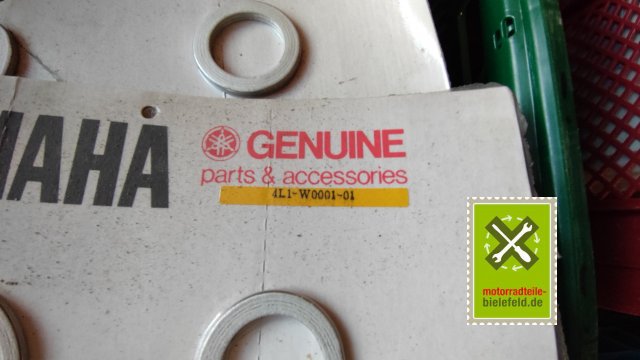 AHA
GENUINE
parts & accessories
4L1-W0001-01
motorradteile-
bielefeld.de